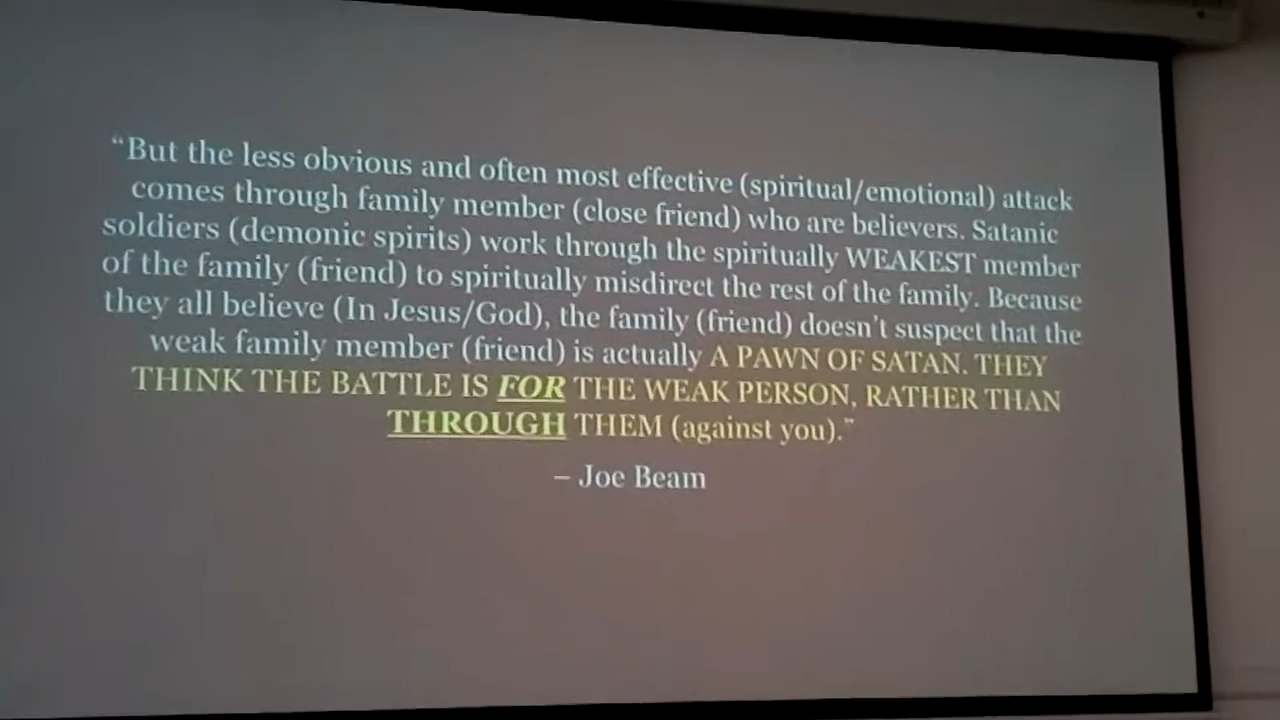 “But the less obvious and often most effective (spiritual/emotional) attack
comes through family member (close friend) who are believers. Satanic
soldiers (demonic spirits) work through the spiritually WEAKEST member
of the family (friend) to spiritually misdirect the rest of the family. Because
they all believe (In Jesus/God), the family (friend) doesn’t suspect that the
weak family member (friend) is actually A PAWN OF SATAN. THEY
THINK THE BATTLE IS FOR THE WEAK PERSON, RATHER THAN
THROUGH THEM (against you).”
– Joe Beam